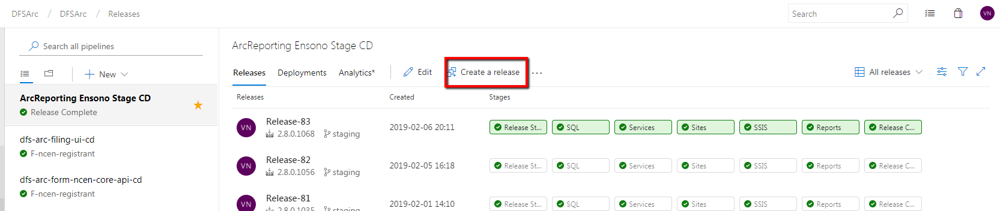 DFSArc / DFSArc / Releases Search VN
Search all pipelines
New
ArcReporting Ensono Stage CD
Release Complete
dfs-arc-filing-ui-cd
F-ncen-registrant
dfs-arc-form-ncen-core-api-cd
F-ncen-registrant
ArcReporting Ensono Stage CD
Releases Deployments Analytics* Edit Create a release ... All releases
Releases Created Stages
VN Release-83 2019-02-06 20:11 Release St... SQL Services Sites SSIS Reports Release C...
2.8.0.1068 staging
VN Release-82 2019-02-05 16:18 Release St... SQL Services Sites SSIS Reports Release C...
2.8.0.1056 staging
VN Release-81 2019-02-01 14:10 Release St... SQL Services Sites SSIS Reports Release C...
2.8.0.1035 staging